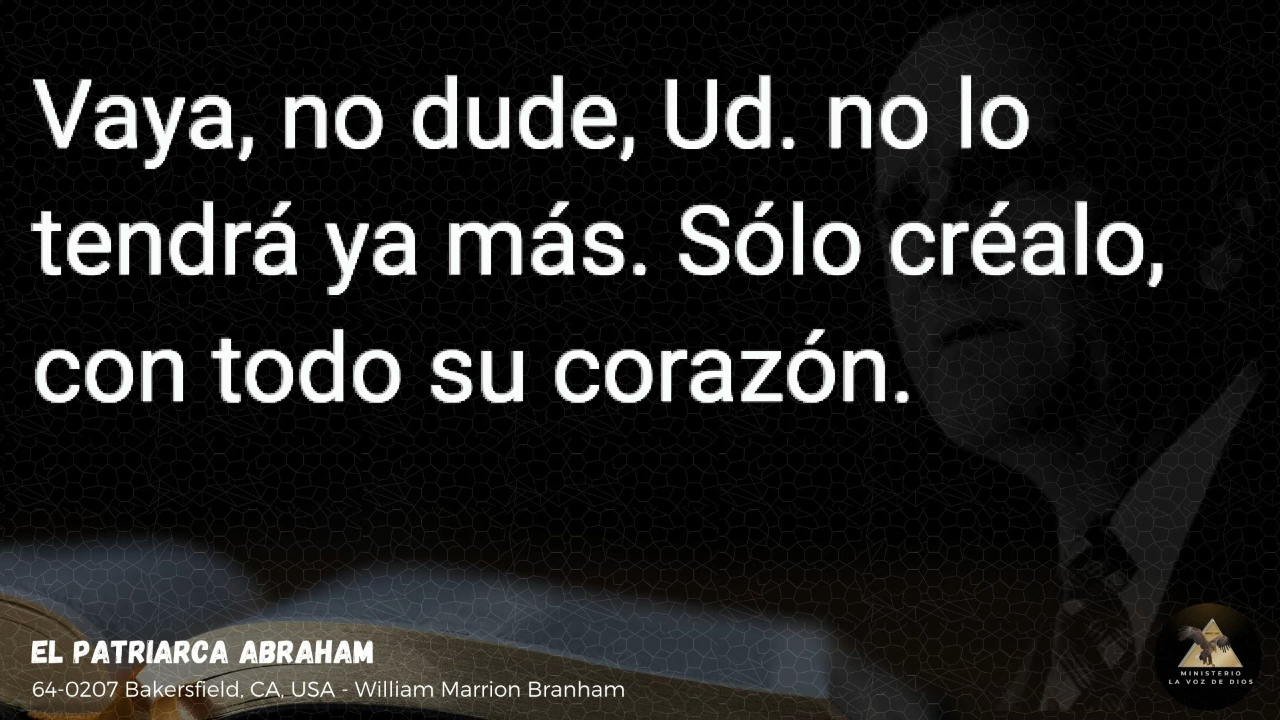 Vaya, no dude, Ud. no lo
tendrá ya más. Sólo créalo,
con todo su corazón.
EL PATRIARCA ABRAHAM
64-0207 Bakersfield, CA, USA - William Marrion Branham
MINISTERIO
LA VOZ DE DIOS